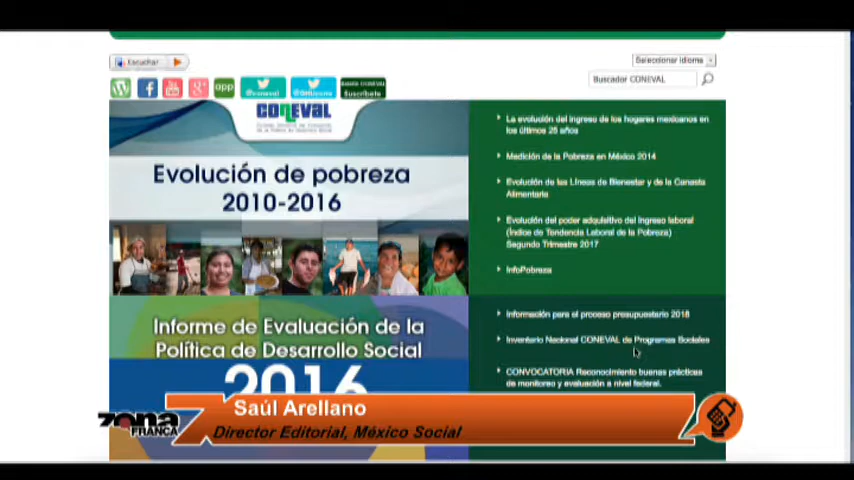 Escuchar
Seleccionar idioma
app
@coneval
Suscríbete
Buscador CONEVAL
CONEVAL
Evolución de pobreza
2010-2016
La evolución del ingreso de los hogares mexicanos en
los últimos 25 años
Medición de la Pobreza en México 2014
Evolución de las Líneas de Bienestar y de la Canasta
Alimentaria
Evolución del poder adquisitivo del ingreso laboral
(Índice de Tendencia Laboral de la Pobreza)
Segundo Trimestre 2017
InfoPobreza
Informe de Evaluación de la
Política de Desarrollo Social
2016
Información para el proceso presupuestario 2018
Inventario Nacional CONEVAL de Programas Sociales
CONVOCATORIA Reconocimiento buenas prácticas
de monitoreo y evaluación a nivel federal.
zona
FRANCA
Saúl Arellano
Director Editorial, México Social